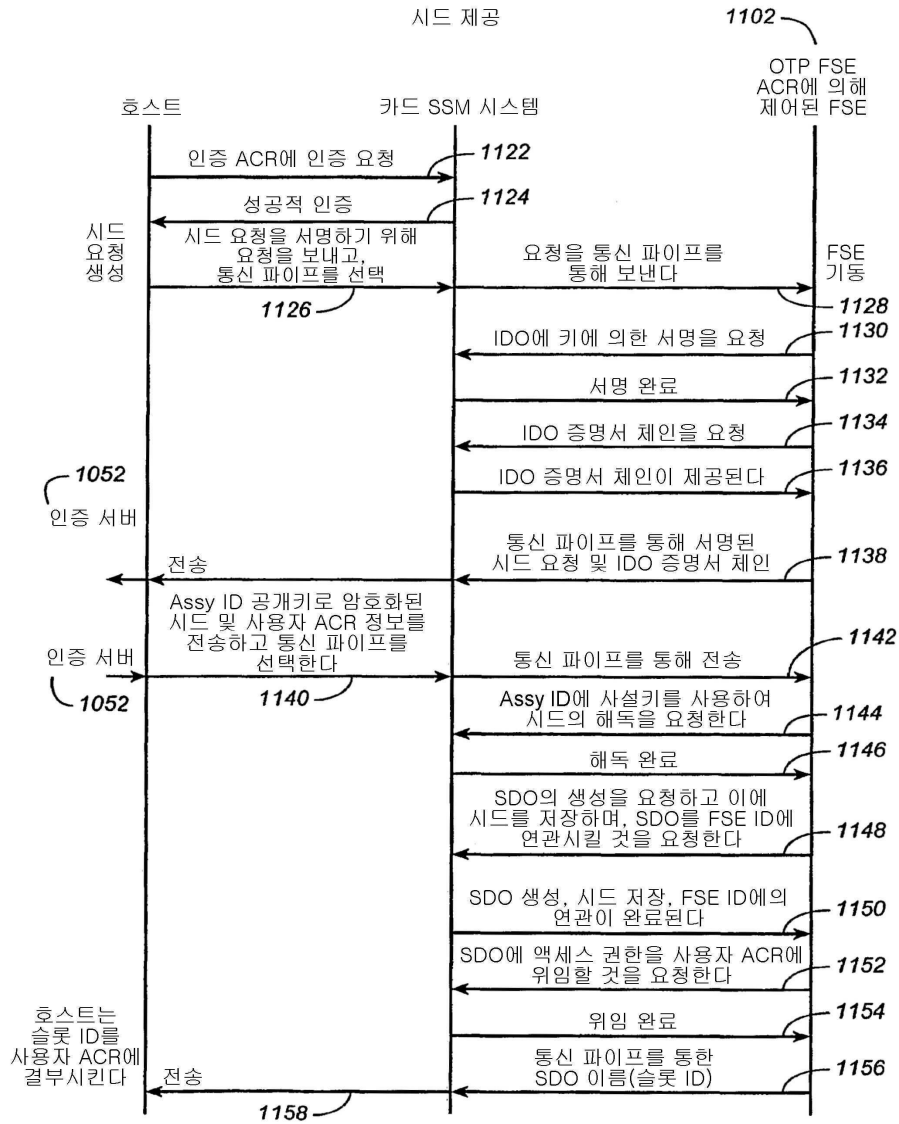 시드 제공
1102
OTP FSE
ACR에 의해
제어된 FSE
호스트
카드 SSM 시스템
인증 ACR에 인증 요청
1122
성공적 인증
1124
시드
요청
생성
시드 요청을 서명하기 위해
요청을 보내고,
통신 파이프를 선택
1126
요청을 통신 파이프를
통해 보낸다
1128
FSE
기동
IDO에 키에 의한 서명을 요청
1130
서명 완료
1132
IDO 증명서 체인을 요청
1134
IDO 증명서 체인이 제공된다
1136
1052
인증 서버
통신 파이프를 통해 서명된
시드 요청 및 IDO 증명서 체인
1138
전송
Assy ID 공개키로 암호화된
시드 및 사용자 ACR 정보를
전송하고 통신 파이프를
선택한다
1140
인증 서버
1052
통신 파이프를 통해 전송
1142
Assy ID에 사설키를 사용하여
시드의 해독을 요청한다
1144
해독 완료
1146
SDO의 생성을 요청하고 이에
시드를 저장하며, SDO를 FSE ID에
연관시킬 것을 요청한다
1148
SDO 생성, 시드 저장, FSE ID에의
연관이 완료된다
1150
SDO에 액세스 권한을 사용자 ACR에
위임할 것을 요청한다
1152
위임 완료
1154
호스트는
슬롯 ID를
사용자 ACR에
결부시킨다
통신 파이프를 통한
SDO 이름(슬롯 ID)
1156
전송
1158